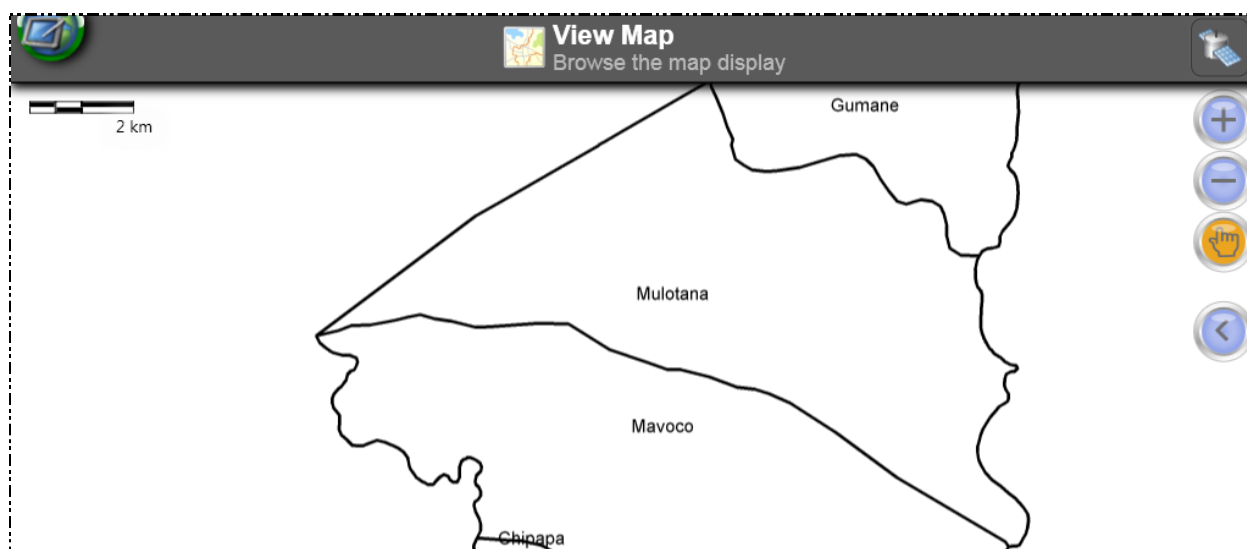 View Map
Browse the map display
2 km
Gumane
Mulotana
Mavoco
Chipapa